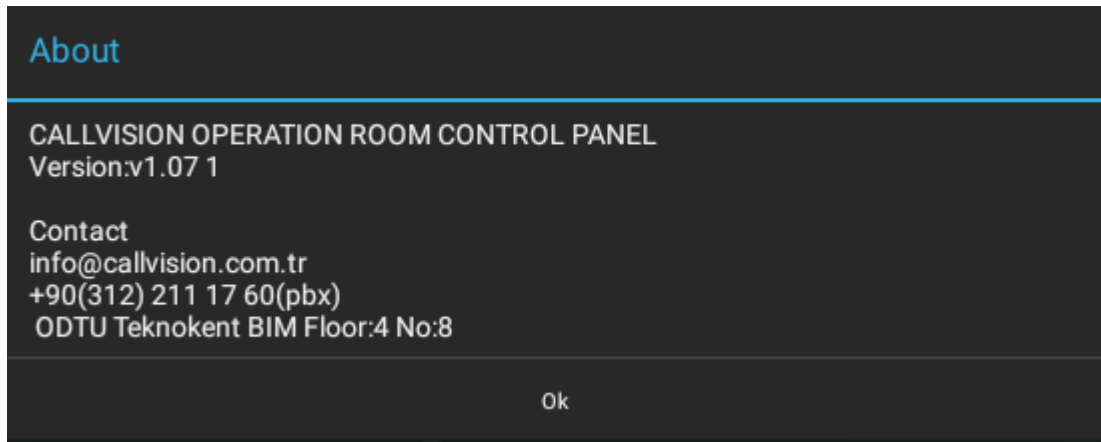 About
CALLVISION OPERATION ROOM CONTROL PANEL
Version:v1.07 1
Contact
info@callvision.com.tr
+90(312) 211 17 60(pbx)
ODTU Teknokent BIM Floor:4 No:8
Ok